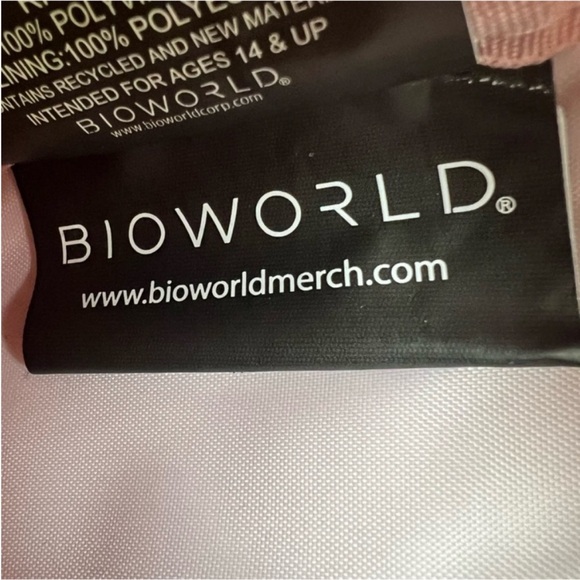 100% POLY
LINING:100% POLYE
CONTAINS RECYCLED AND NEW MATERI
INTENDED FOR AGES 14 & UP
BIOWORLD®
www.bioworldcorp.com
BIOWORLD®
www.bioworldmerch.com